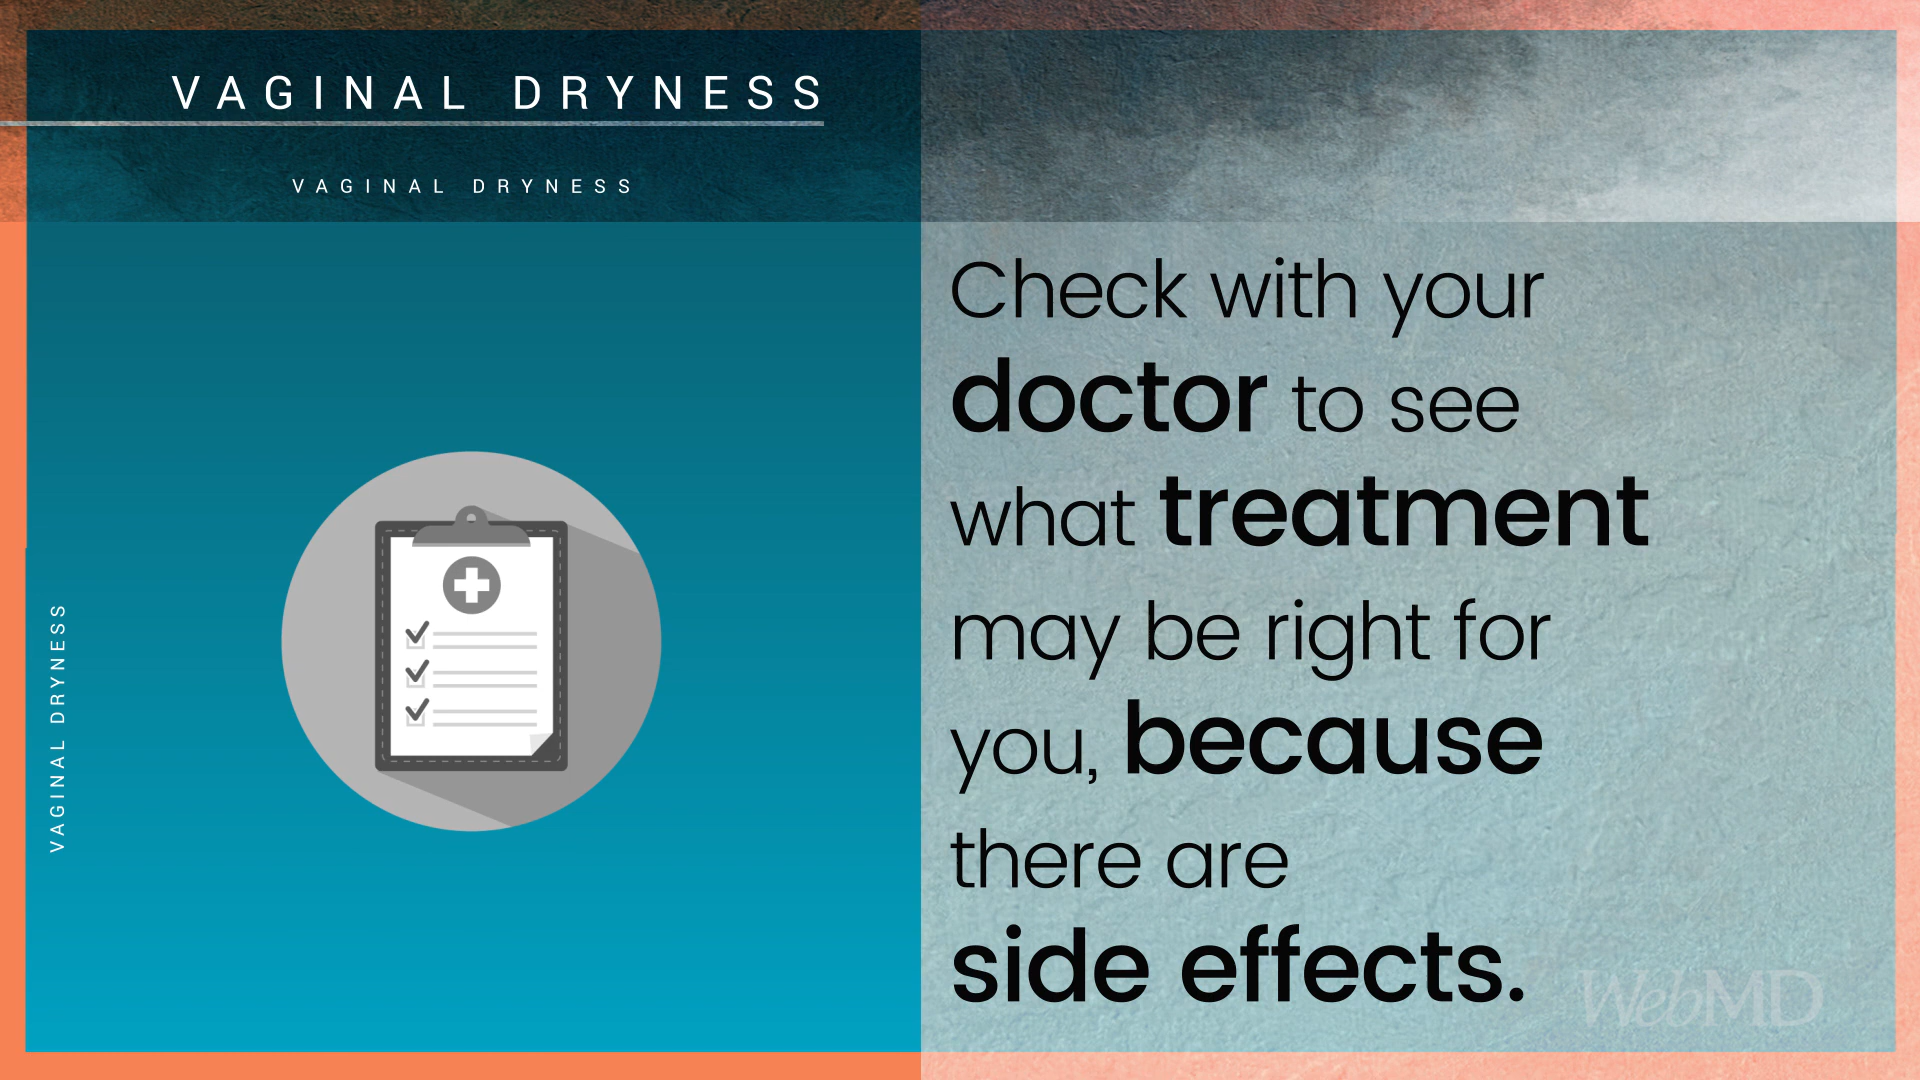 VAGINAL DRYNESS
VAGINAL DRYNESS
VAGINAL DRYNESS
Check with your
doctor to see
what treatment
may be right for
you, because
there are
side effects.
WebMD